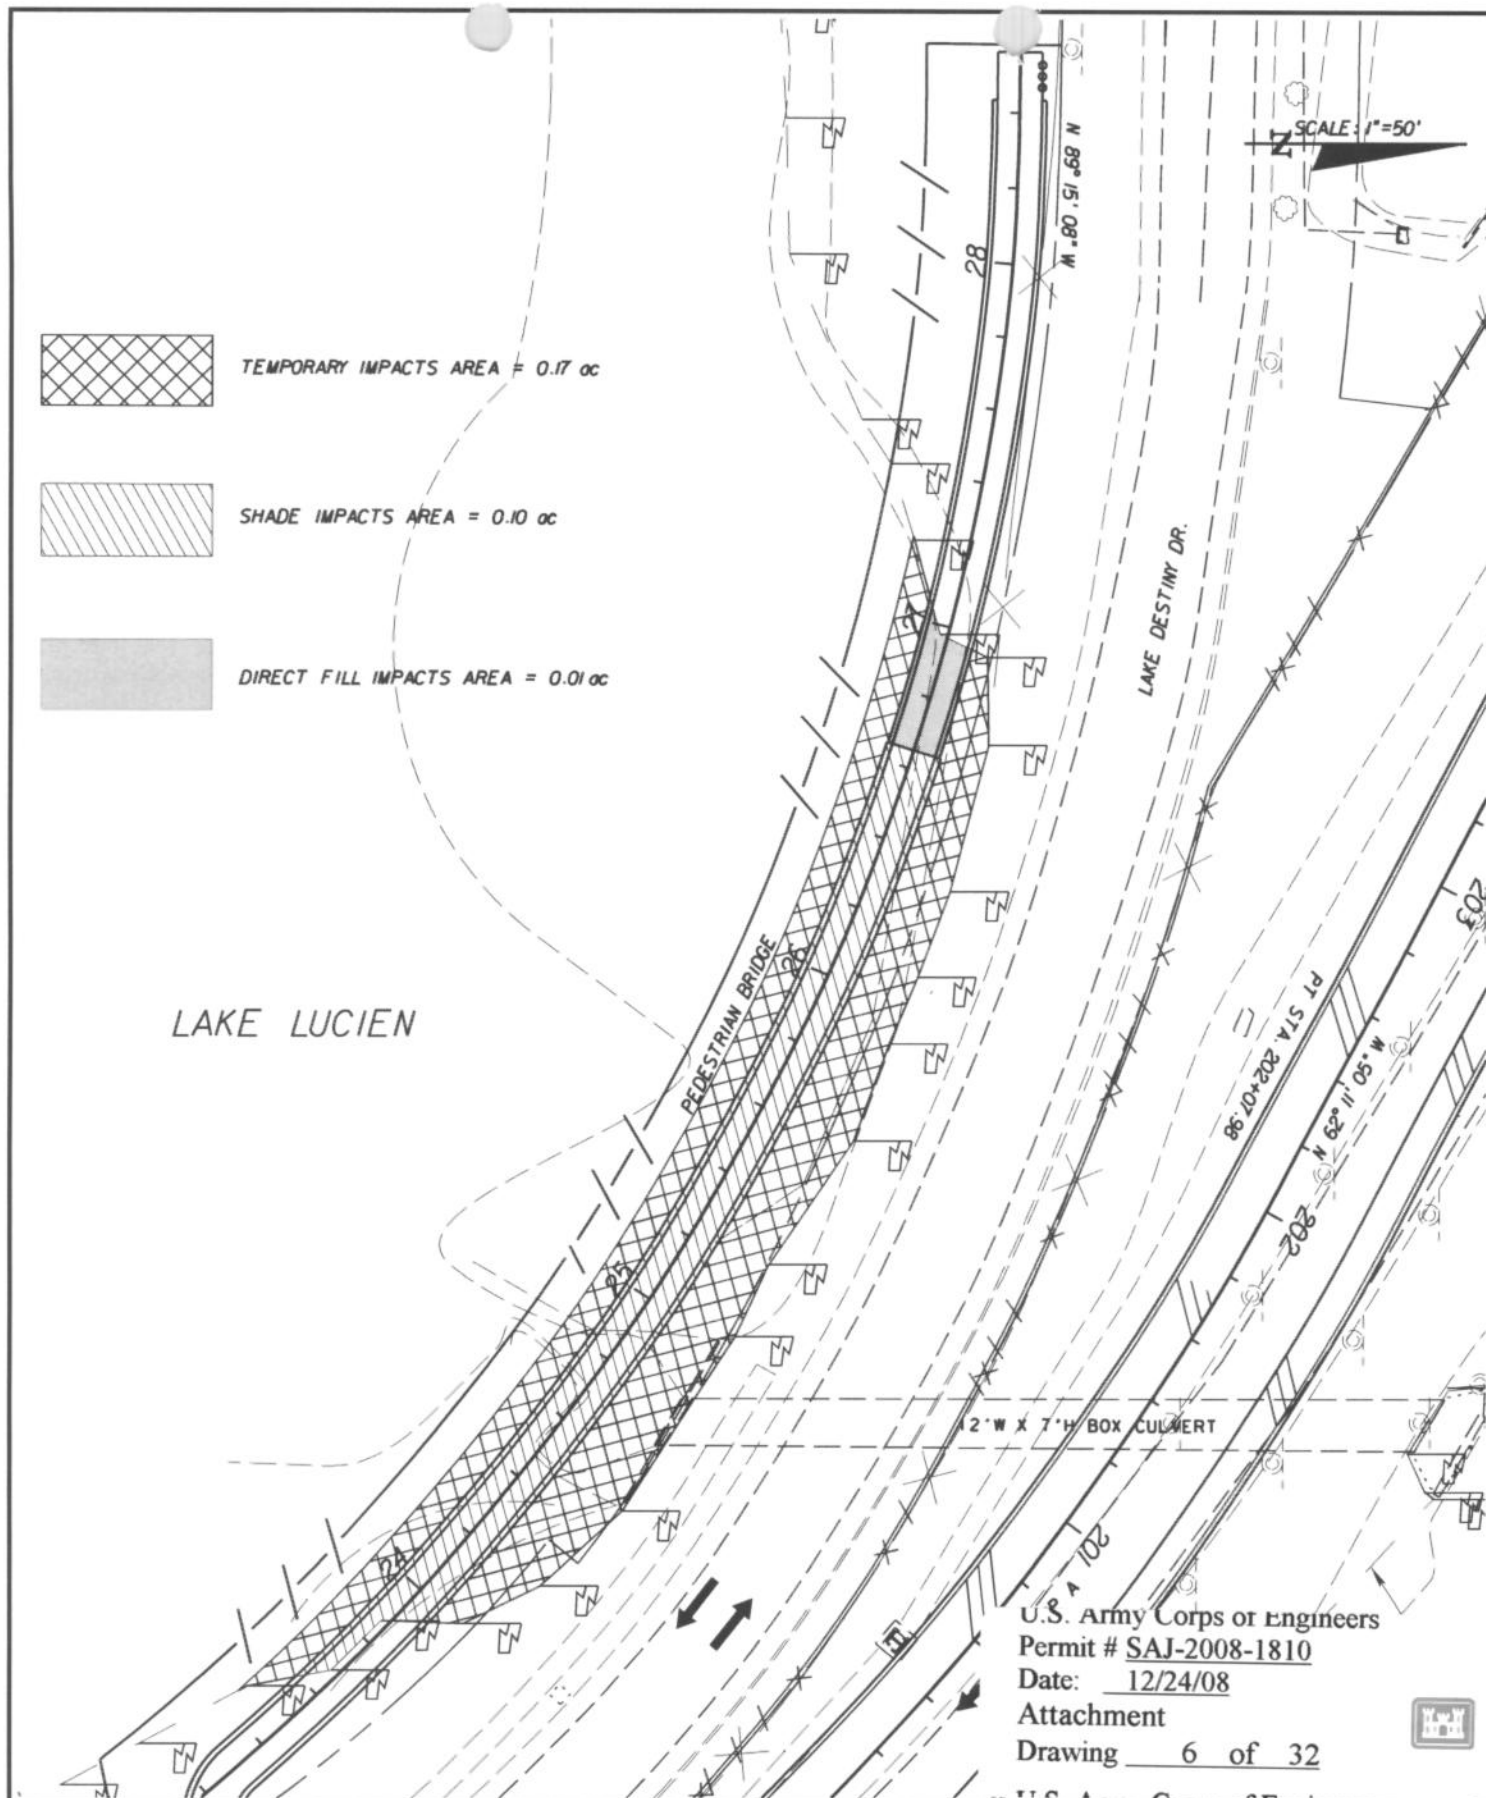 SCALE: 1"=50'
N
N 89° 15' 08" W
28
TEMPORARY IMPACTS AREA = 0.17 ac
SHADE IMPACTS AREA = 0.10 ac
DIRECT FILL IMPACTS AREA = 0.01 ac
27
LAKE DESTINY DR.
203
26
PEDESTRIAN BRIDGE
LAKE LUCIEN
PT STA. 202+07.98
N 62° 11' 05" W
202
25
12'W X 7'H BOX CULVERT
24
201
U.S. Army Corps of Engineers
Permit # SAJ-2008-1810
Date: 12/24/08
Attachment
Drawing 6 of 32